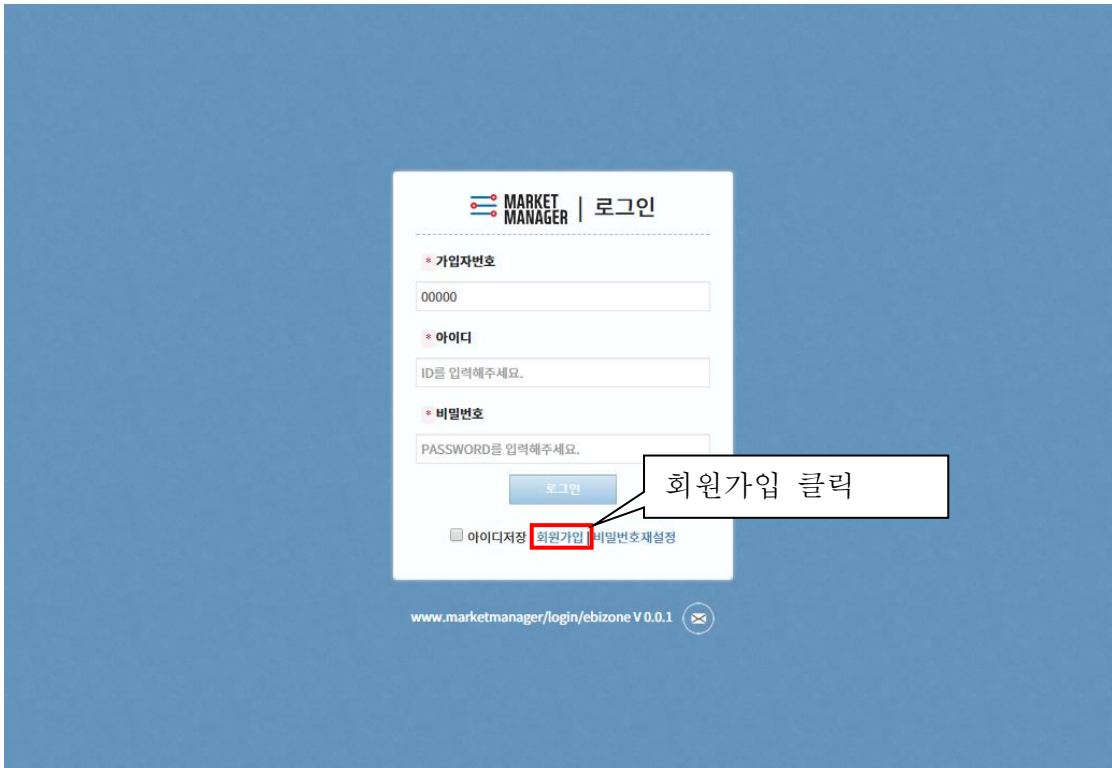 MARKET
MANAGER | 로그인
* 가입자번호
00000
* 아이디
ID를 입력해주세요.
* 비밀번호
PASSWORD를 입력해주세요.
로그인
회원가입 클릭
아이디저장 회원가입 | 비밀번호재설정
www.marketmanager/login/ebizone V 0.0.1